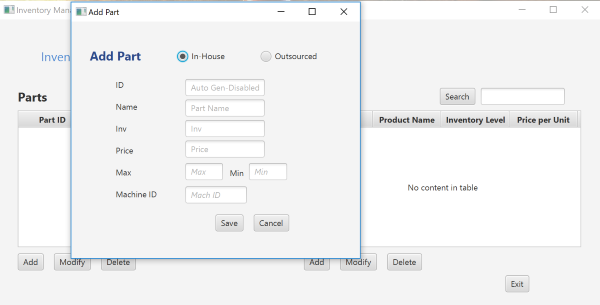 Inventory Man
Add Part
Inven
Add Part
In-House
Outsourced
ID
Auto Gen-Disabled
Name
Part Name
Inv
Inv
Price
Price
Max
Max
Min
Min
Machine ID
Mach ID
Save
Cancel
Parts
Search
Part ID
Product Name
Inventory Level
Price per Unit
No content in table
Add
Modify
Delete
Add
Modify
Delete
Exit